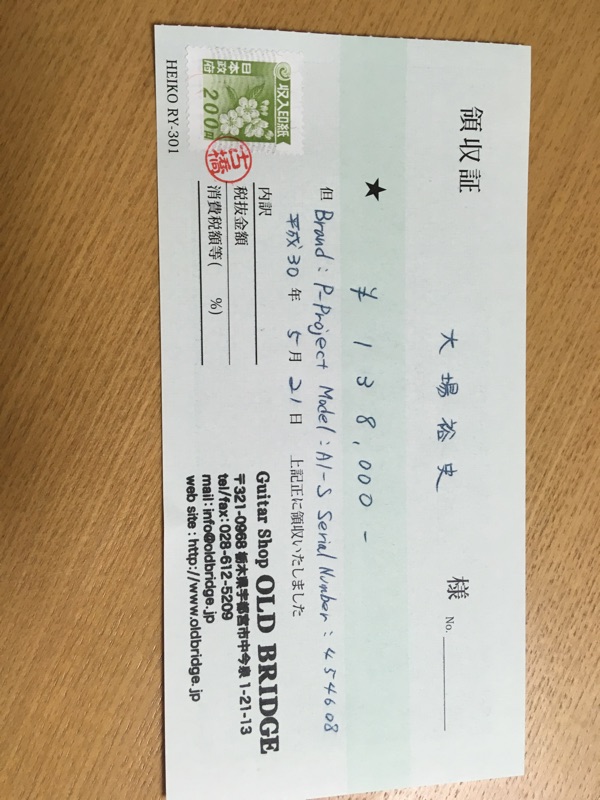 領収証
大場裕史 様 No.
★ ¥138,000-
但 Brand : P-Project Model : A1-S Serial Number : 454608
平成30年5月21日 上記正に領収いたしました
内訳
税抜金額
消費税額等( %)
収入印紙
200円
日本政府
古橋
Guitar Shop OLD BRIDGE
〒321-0968 栃木県宇都宮市中今泉 1-21-13
tel/fax: 028-612-5209
mail: info@oldbridge.jp
web site : http://www.oldbridge.jp
HEIKO RY-301